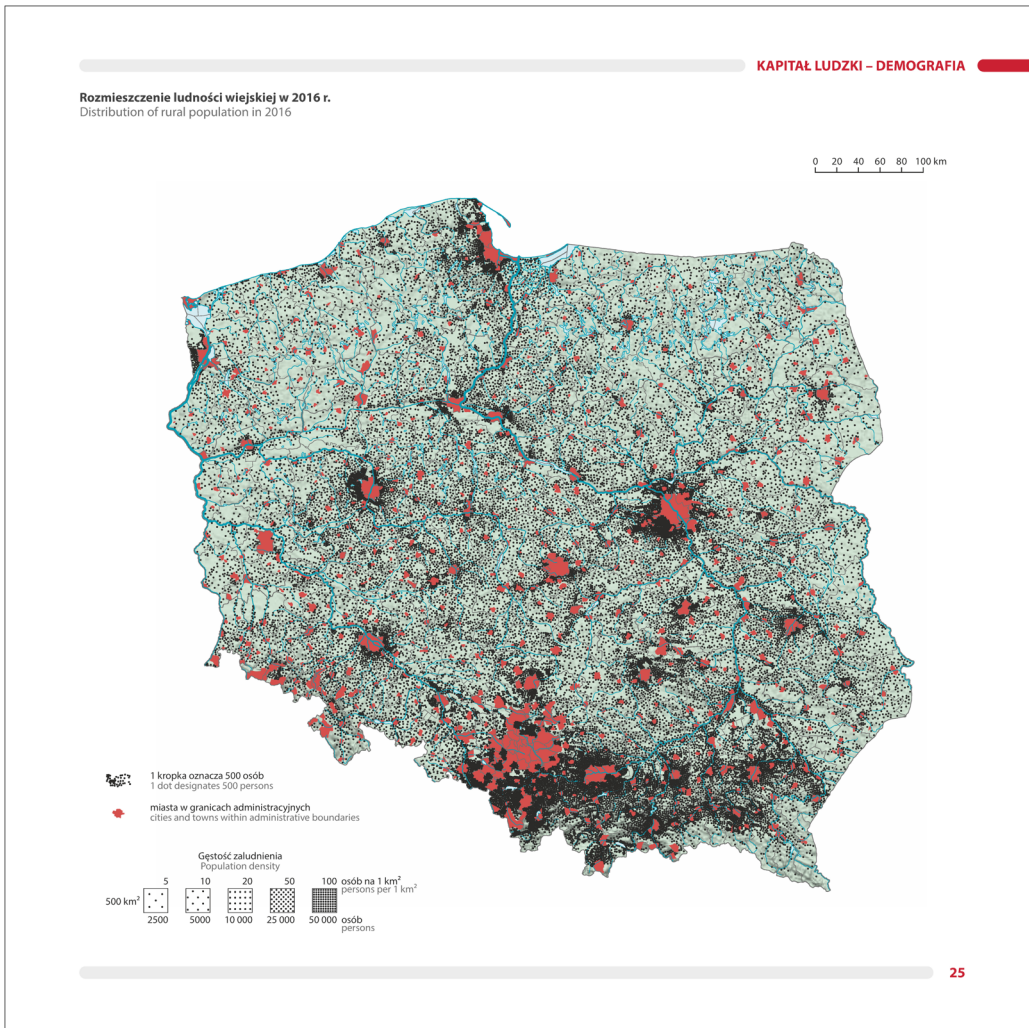 KAPITAŁ LUDZKI – DEMOGRAFIA
Rozmieszczenie ludności wiejskiej w 2016 r.
Distribution of rural population in 2016
0 20 40 60 80 100 km
1 kropka oznacza 500 osób
1 dot designates 500 persons
miasta w granicach administracyjnych
cities and towns within administrative boundaries
Gęstość zaludnienia
Population density
5 10 20 50 100 osób na 1 km²
persons per 1 km²
500 km²
2500 5000 10 000 25 000 50 000 osób
persons
25